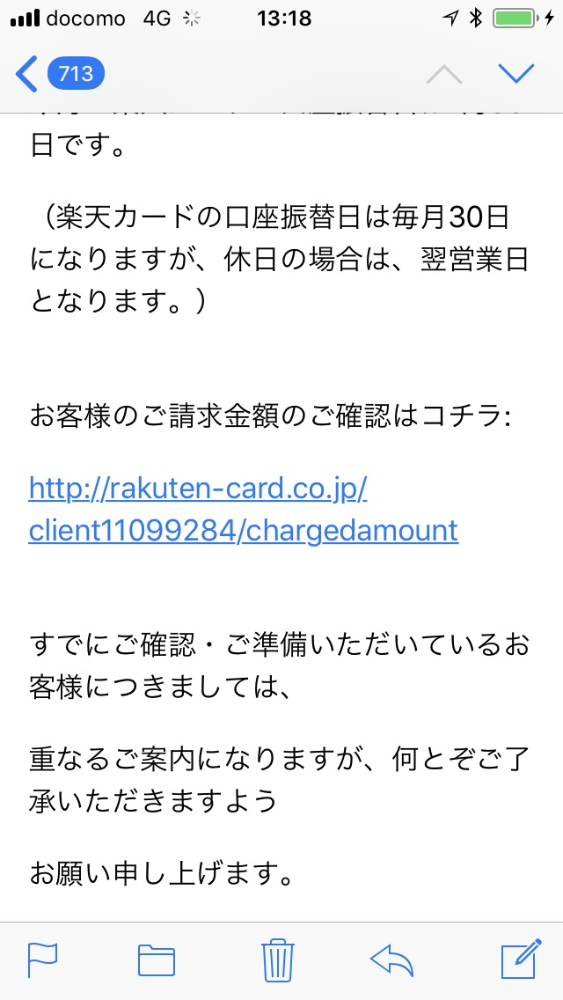 docomo 4G 13:18
713
日です。
（楽天カードの口座振替日は毎月30日
になりますが、休日の場合は、翌営業日
となります。）
お客様のご請求金額のご確認はコチラ:
http://rakuten-card.co.jp/
client11099284/chargedamount
すでにご確認・ご準備いただいているお
客様につきましては、
重なるご案内になりますが、何とぞご了
承いただきますよう
お願い申し上げます。